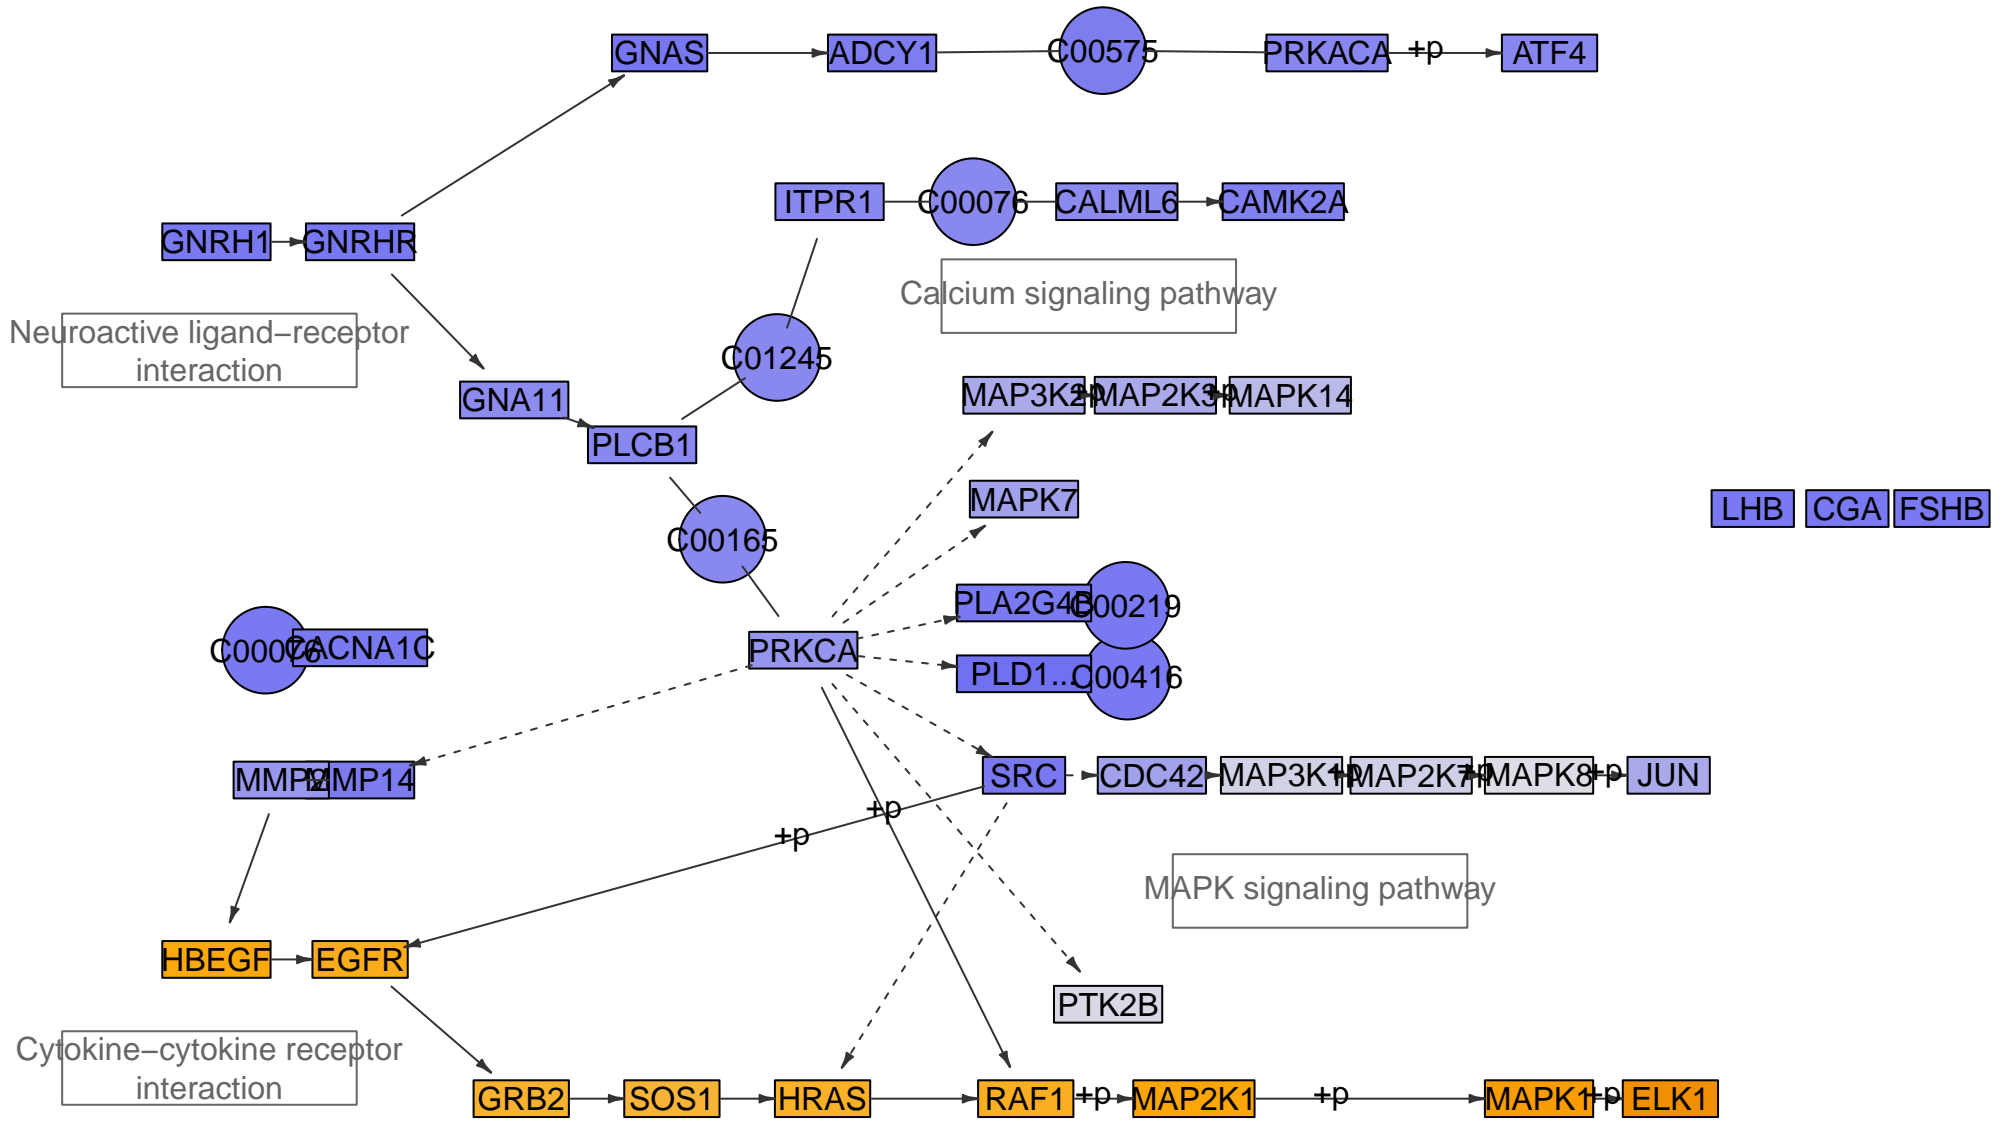 GNAS
ADCY1
C00575
PRKACA
+p
ATF4
ITPR1
C00076
CALML6
CAMK2A
GNRH1
GNRHR
Calcium signaling pathway
Neuroactive ligand–receptor
interaction
C01245
GNA11
PLCB1
MAP3K2
+p
MAP2K3
+p
MAPK14
MAPK7
LHB
CGA
FSHB
C00165
PLA2G4B
C00219
C00076
CACNA1C
PRKCA
PLD1...
C00416
MMP2
MMP14
SRC
CDC42
MAP3K1
+p
MAP2K7
+p
MAPK8
+p
JUN
+p
+p
MAPK signaling pathway
HBEGF
EGFR
PTK2B
Cytokine–cytokine receptor
interaction
GRB2
SOS1
HRAS
RAF1
+p
MAP2K1
+p
MAPK1
+p
ELK1